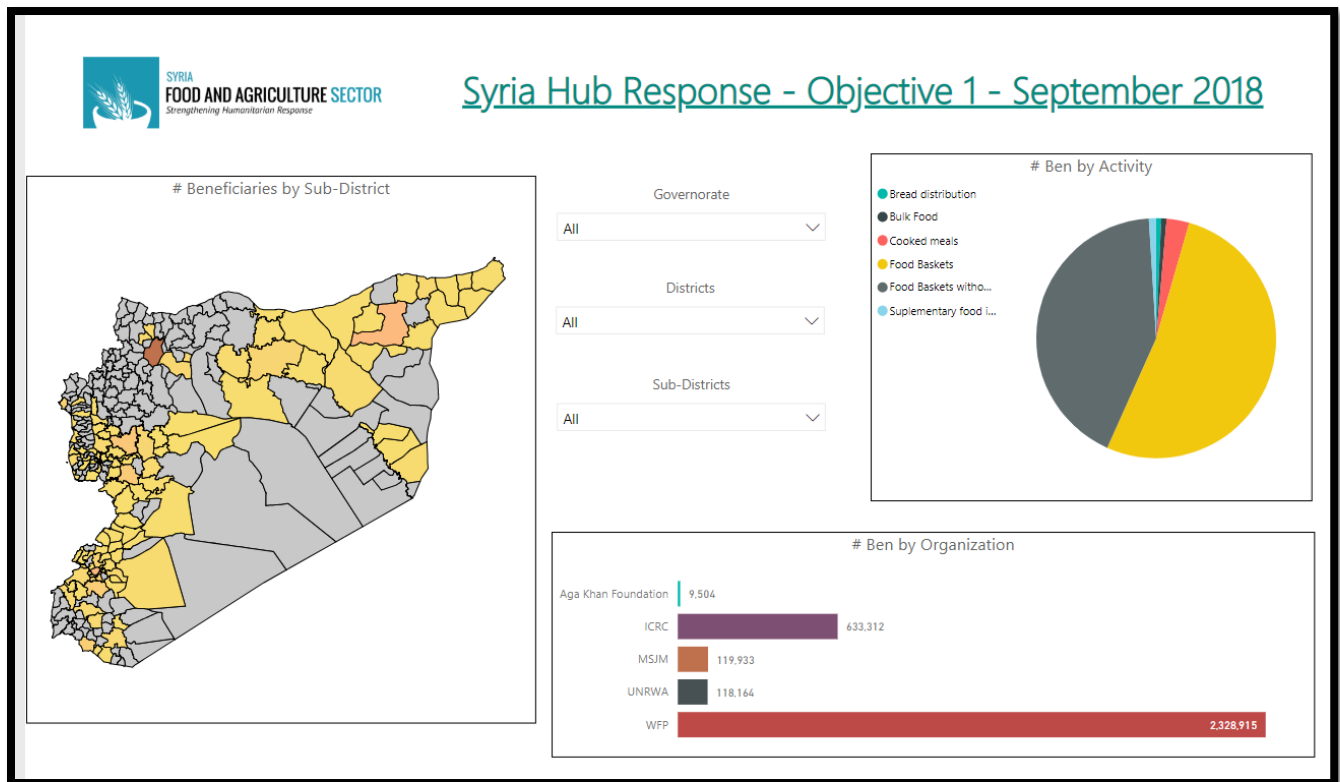 SYRIA
FOOD AND AGRICULTURE SECTOR
Strengthening Humanitarian Response
Syria Hub Response - Objective 1 - September 2018
# Beneficiaries by Sub-District
Governorate
All
Districts
All
Sub-Districts
All
# Ben by Activity
Bread distribution
Bulk Food
Cooked meals
Food Baskets
Food Baskets witho...
Suplementary food i...
# Ben by Organization
Aga Khan Foundation 9,504
ICRC 633,312
MSJM 119,933
UNRWA 118,164
WFP 2,328,915